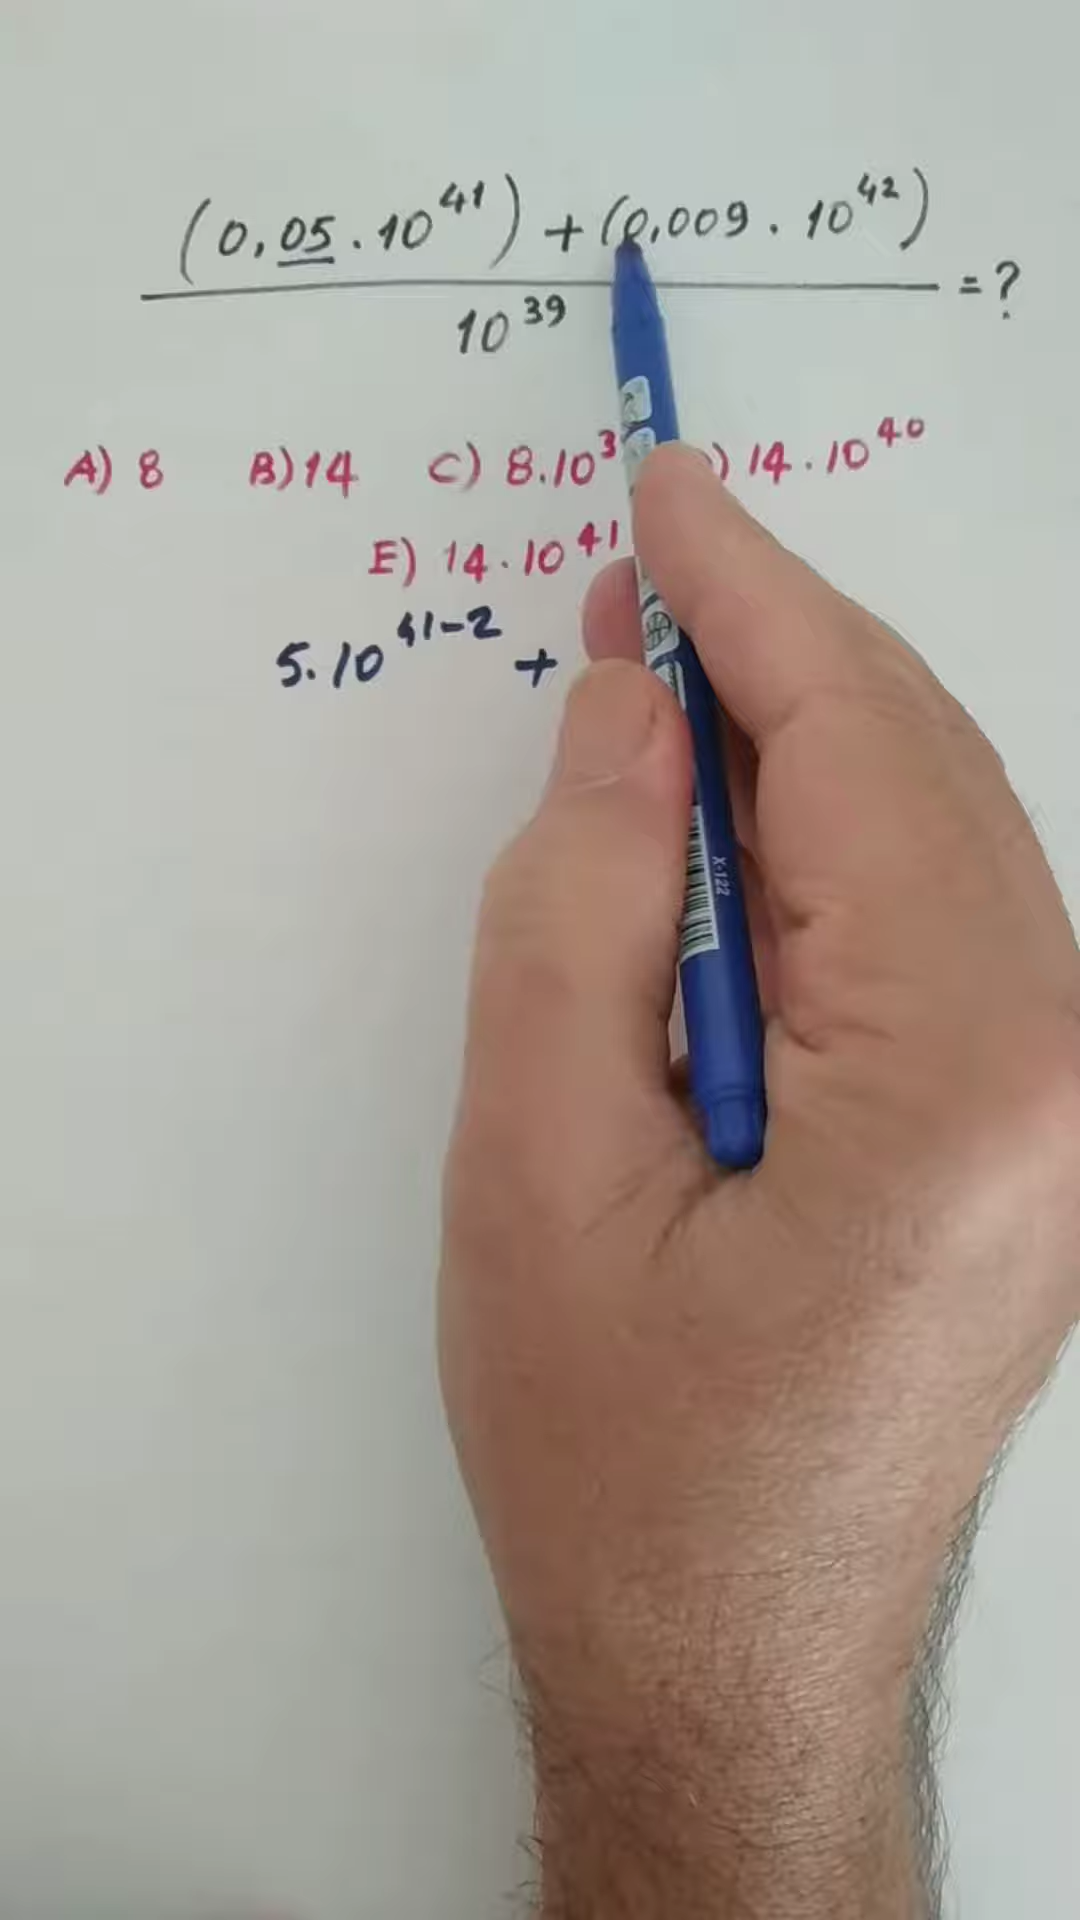 (0,05 . 10^41) + (0,009 . 10^42)
10^39
= ?
A) 8 B) 14 C) 8.10^3 ) 14 . 10^40
E) 14 . 10^41
5.10^41-2 +
X-122